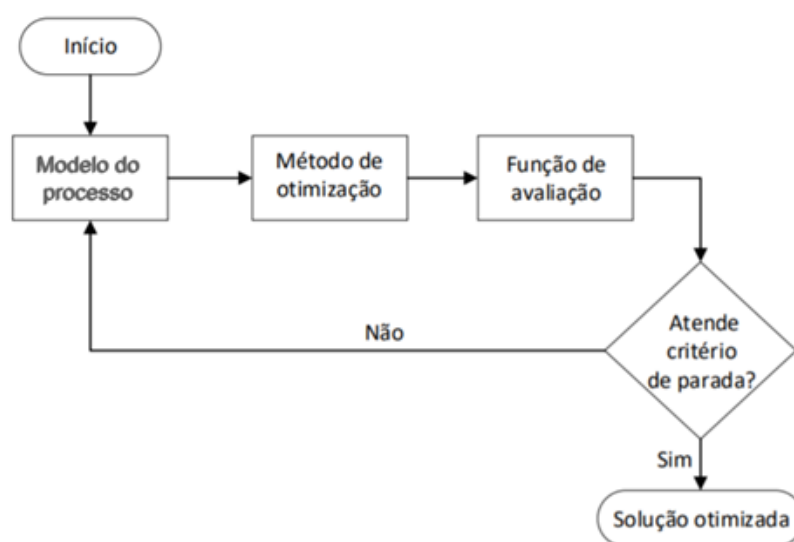 Início
Modelo do
processo
Método de
otimização
Função de
avaliação
Não
Atende
critério
de parada?
Sim
Solução otimizada